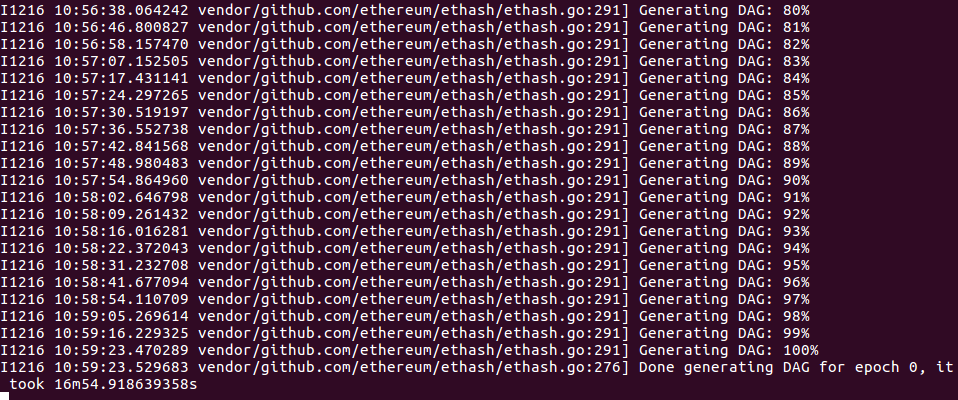 I1216 10:56:38.064242 vendor/github.com/ethereum/ethash/ethash.go:291] Generating DAG: 80%
I1216 10:56:46.800827 vendor/github.com/ethereum/ethash/ethash.go:291] Generating DAG: 81%
I1216 10:56:58.157470 vendor/github.com/ethereum/ethash/ethash.go:291] Generating DAG: 82%
I1216 10:57:07.152505 vendor/github.com/ethereum/ethash/ethash.go:291] Generating DAG: 83%
I1216 10:57:17.431141 vendor/github.com/ethereum/ethash/ethash.go:291] Generating DAG: 84%
I1216 10:57:24.297265 vendor/github.com/ethereum/ethash/ethash.go:291] Generating DAG: 85%
I1216 10:57:30.519197 vendor/github.com/ethereum/ethash/ethash.go:291] Generating DAG: 86%
I1216 10:57:36.552738 vendor/github.com/ethereum/ethash/ethash.go:291] Generating DAG: 87%
I1216 10:57:42.841568 vendor/github.com/ethereum/ethash/ethash.go:291] Generating DAG: 88%
I1216 10:57:48.980483 vendor/github.com/ethereum/ethash/ethash.go:291] Generating DAG: 89%
I1216 10:57:54.864960 vendor/github.com/ethereum/ethash/ethash.go:291] Generating DAG: 90%
I1216 10:58:02.646798 vendor/github.com/ethereum/ethash/ethash.go:291] Generating DAG: 91%
I1216 10:58:09.261432 vendor/github.com/ethereum/ethash/ethash.go:291] Generating DAG: 92%
I1216 10:58:16.016281 vendor/github.com/ethereum/ethash/ethash.go:291] Generating DAG: 93%
I1216 10:58:22.372043 vendor/github.com/ethereum/ethash/ethash.go:291] Generating DAG: 94%
I1216 10:58:31.232708 vendor/github.com/ethereum/ethash/ethash.go:291] Generating DAG: 95%
I1216 10:58:41.677094 vendor/github.com/ethereum/ethash/ethash.go:291] Generating DAG: 96%
I1216 10:58:54.110709 vendor/github.com/ethereum/ethash/ethash.go:291] Generating DAG: 97%
I1216 10:59:05.269614 vendor/github.com/ethereum/ethash/ethash.go:291] Generating DAG: 98%
I1216 10:59:16.229325 vendor/github.com/ethereum/ethash/ethash.go:291] Generating DAG: 99%
I1216 10:59:23.470289 vendor/github.com/ethereum/ethash/ethash.go:291] Generating DAG: 100%
I1216 10:59:23.529683 vendor/github.com/ethereum/ethash/ethash.go:276] Done generating DAG for epoch 0, it
took 16m54.918639358s